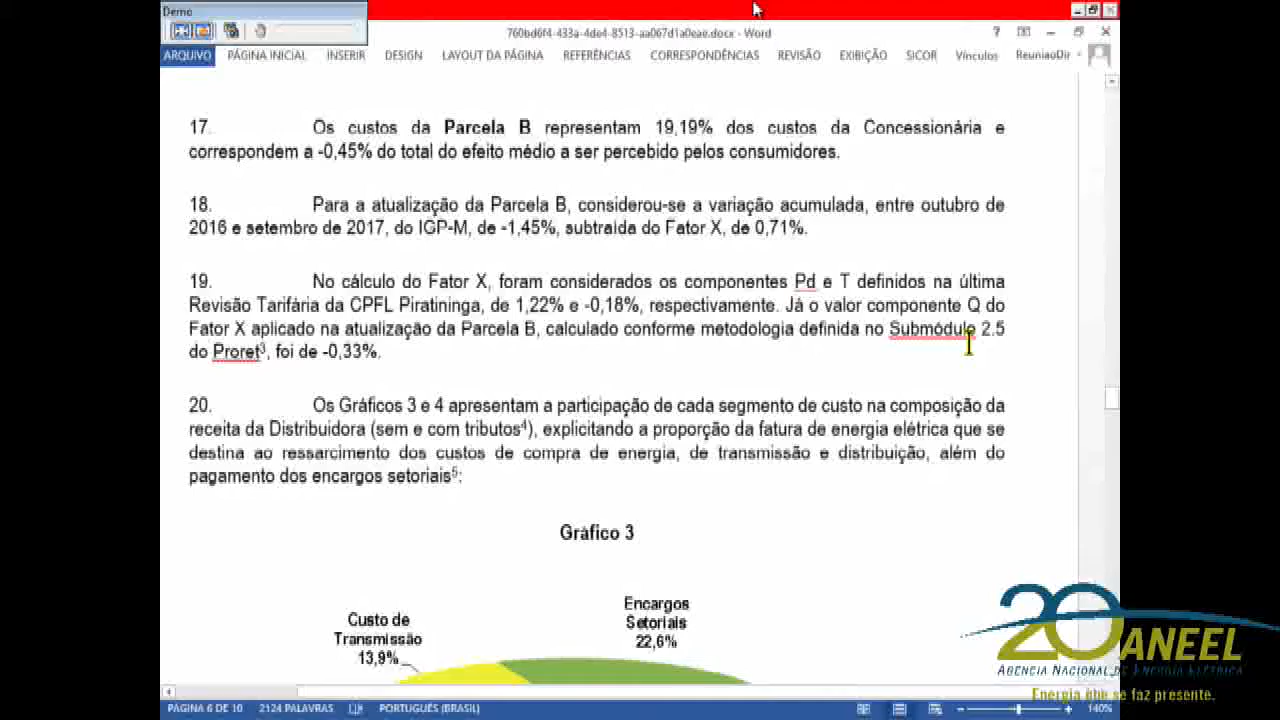 Demo
760bd6f4-433a-4de4-8513-aa067d1a0eae.docx - Word
ARQUIVO PÁGINA INICIAL INSERIR DESIGN LAYOUT DA PÁGINA REFERÊNCIAS CORRESPONDÊNCIAS REVISÃO EXIBIÇÃO SICOR Vínculos ReuniaoDir
17. Os custos da Parcela B representam 19,19% dos custos da Concessionária e
correspondem a -0,45% do total do efeito médio a ser percebido pelos consumidores.
18. Para a atualização da Parcela B, considerou-se a variação acumulada, entre outubro de
2016 e setembro de 2017, do IGP-M, de -1,45%, subtraída do Fator X, de 0,71%.
19. No cálculo do Fator X, foram considerados os componentes Pd e T definidos na última
Revisão Tarifária da CPFL Piratininga, de 1,22% e -0,18%, respectivamente. Já o valor componente Q do
Fator X aplicado na atualização da Parcela B, calculado conforme metodologia definida no Submódulo 2.5
do Proret³, foi de -0,33%.
20. Os Gráficos 3 e 4 apresentam a participação de cada segmento de custo na composição da
receita da Distribuidora (sem e com tributos⁴), explicitando a proporção da fatura de energia elétrica que se
destina ao ressarcimento dos custos de compra de energia, de transmissão e distribuição, além do
pagamento dos encargos setoriais⁵:
Gráfico 3
Encargos
Setoriais
22,6%
Custo de
Transmissão
13,9%
20 ANEEL
AGÊNCIA NACIONAL DE ENERGIA ELÉTRICA
Energia que se faz presente.
PÁGINA 6 DE 10 2124 PALAVRAS PORTUGUÊS (BRASIL) 140%